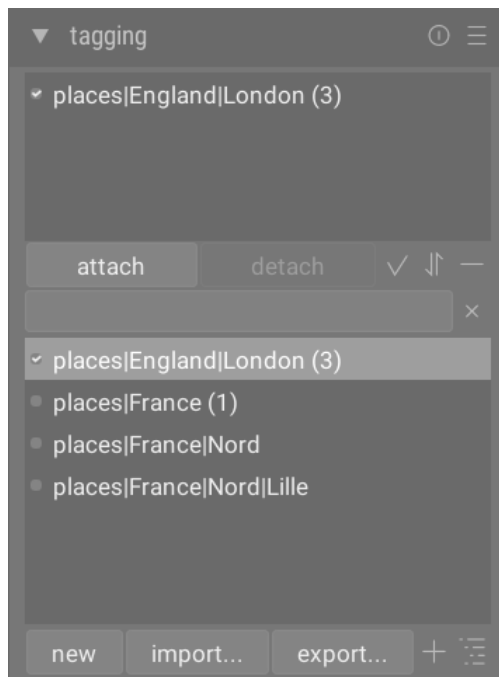 tagging
places|England|London (3)
attach detach
places|England|London (3)
places|France (1)
places|France|Nord
places|France|Nord|Lille
new import... export...